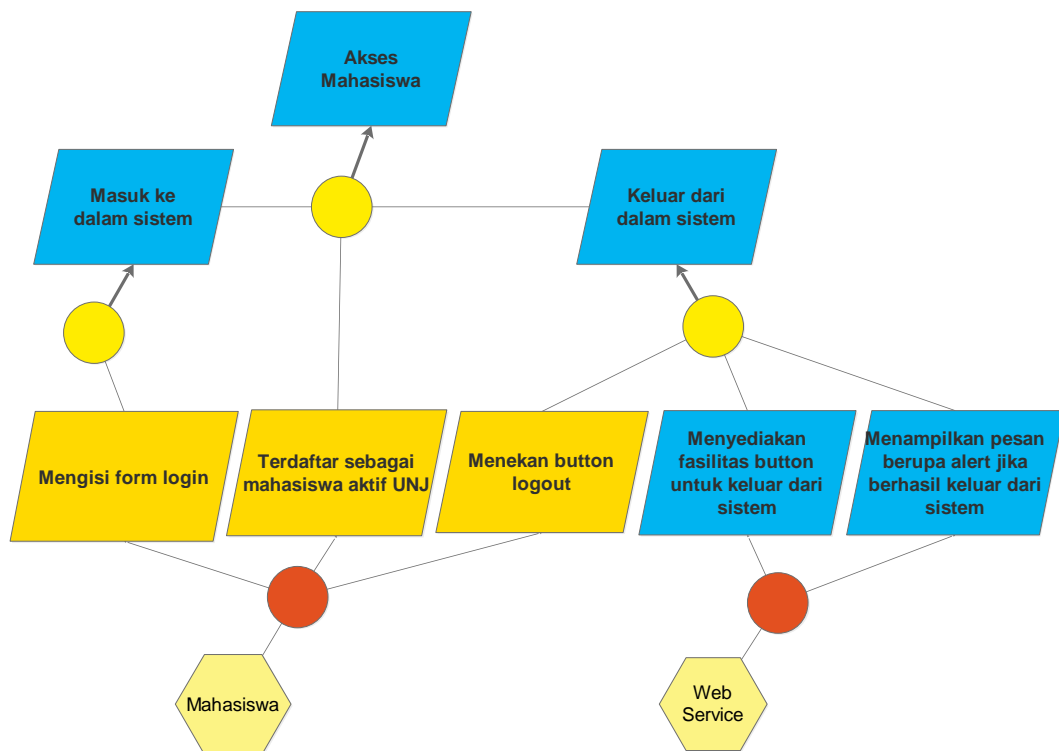 Akses
Mahasiswa
Masuk ke
dalam sistem
Keluar dari
dalam sistem
Mengisi form login
Terdaftar sebagai
mahasiswa aktif UNJ
Menekan button
logout
Menyediakan
fasilitas button
untuk keluar dari
sistem
Menampilkan pesan
berupa alert jika
berhasil keluar dari
sistem
Mahasiswa
Web
Service